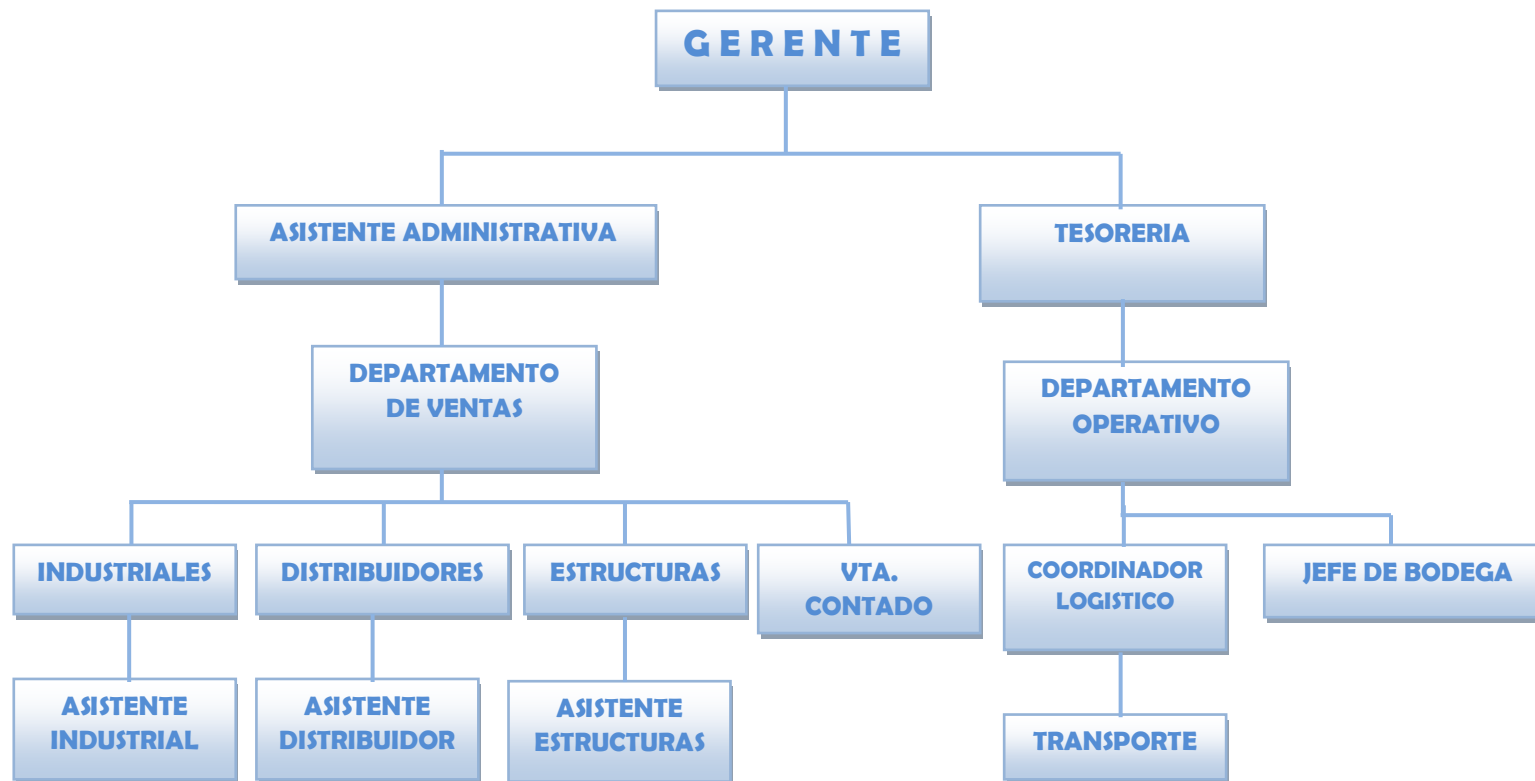 G E R E N T E
ASISTENTE ADMINISTRATIVA
TESORERIA
DEPARTAMENTO
DE VENTAS
DEPARTAMENTO
OPERATIVO
INDUSTRIALES
DISTRIBUIDORES
ESTRUCTURAS
VTA.
CONTADO
COORDINADOR
LOGISTICO
JEFE DE BODEGA
ASISTENTE
INDUSTRIAL
ASISTENTE
DISTRIBUIDOR
ASISTENTE
ESTRUCTURAS
TRANSPORTE